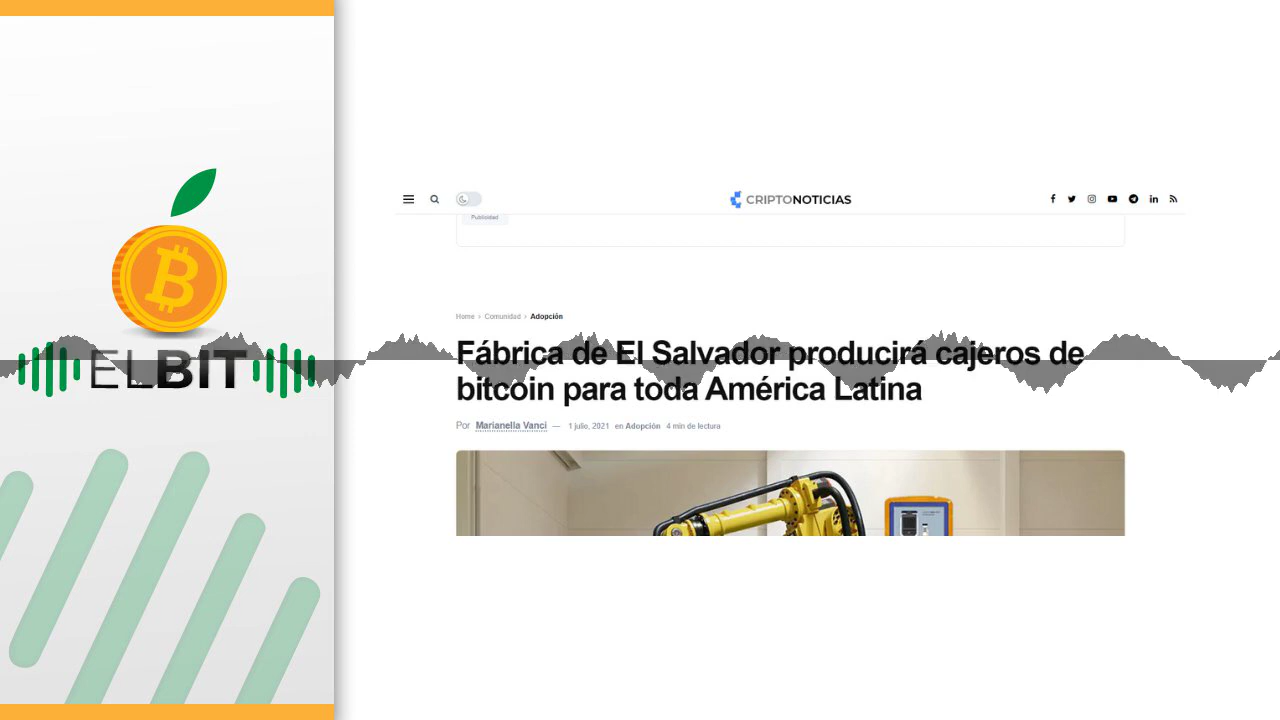 ELBIT
CRIPTONOTICIAS
Publicidad
Home > Comunidad > Adopción
Fábrica de El Salvador producirá cajeros de
bitcoin para toda América Latina
Por Marianella Vanci — 1 julio, 2021 en Adopción 4 min de lectura